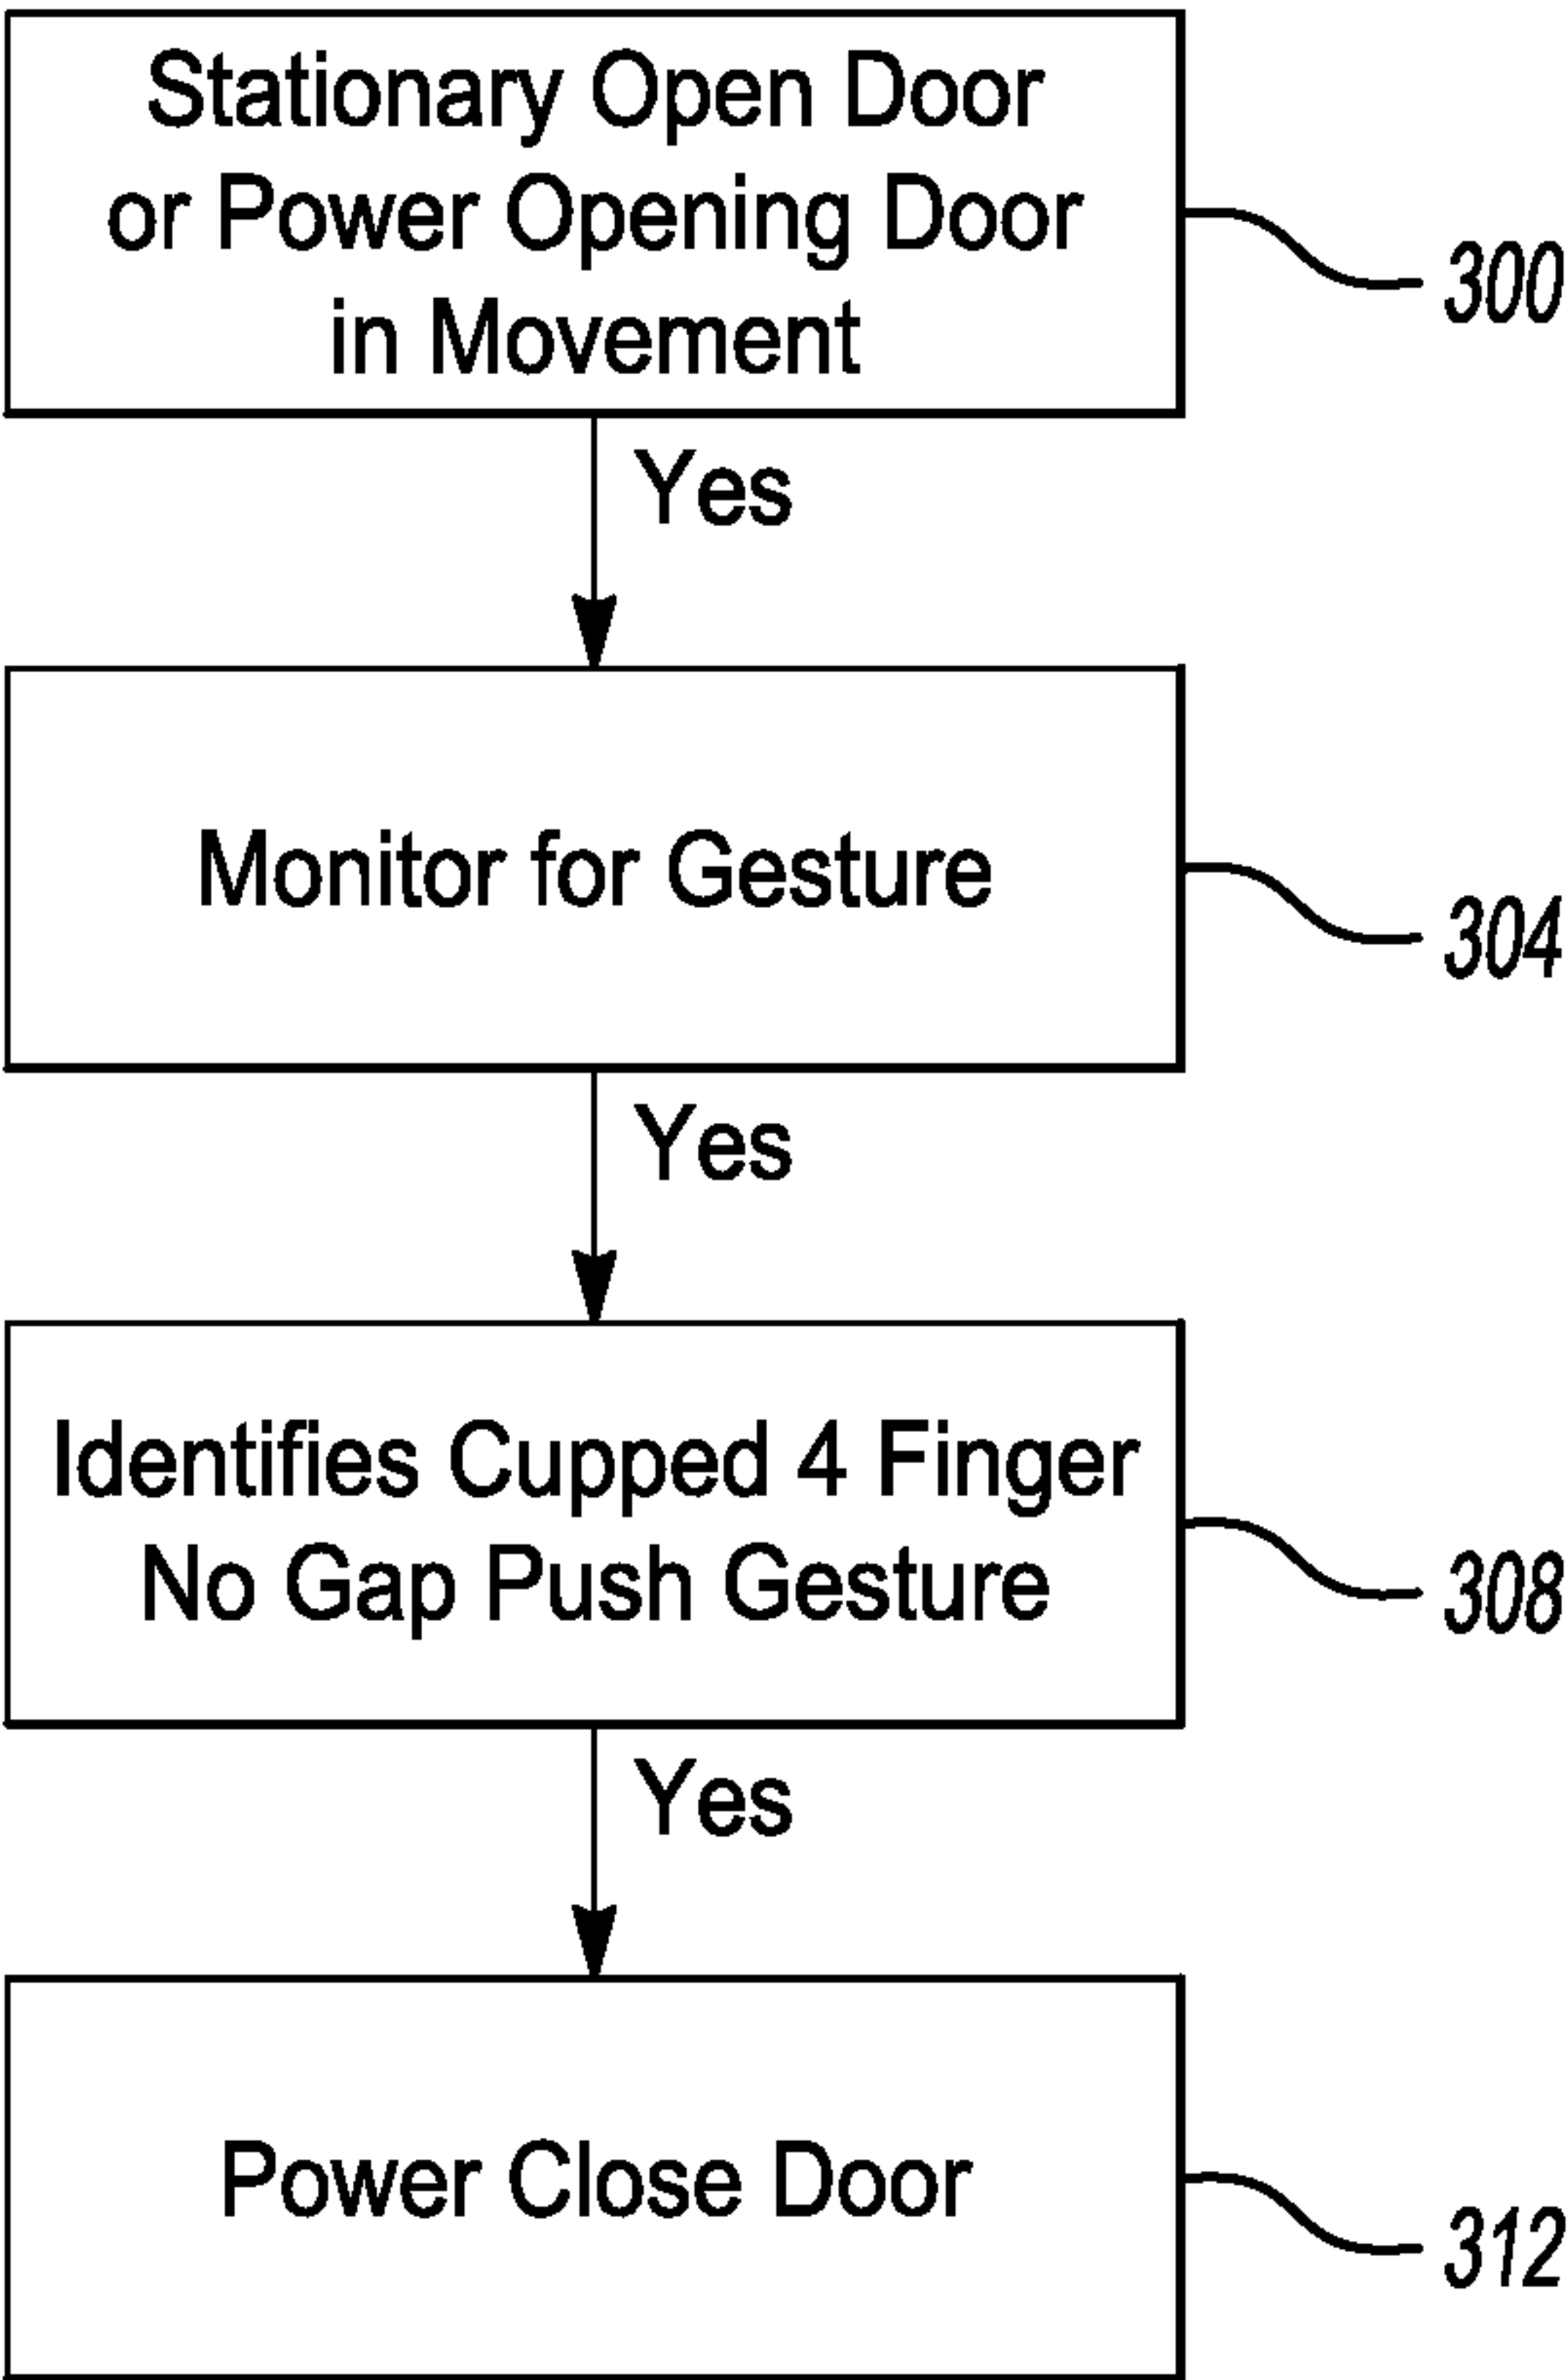 Stationary Open Door
or Power Opening Door
in Movement
300
Yes
Monitor for Gesture
304
Yes
Identifies Cupped 4 Finger
No Gap Push Gesture
308
Yes
Power Close Door
312